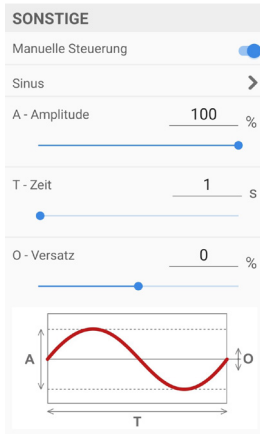 SONSTIGE
Manuelle Steuerung
Sinus
A - Amplitude 100 %
T - Zeit 1 s
O - Versatz 0 %
A O
T